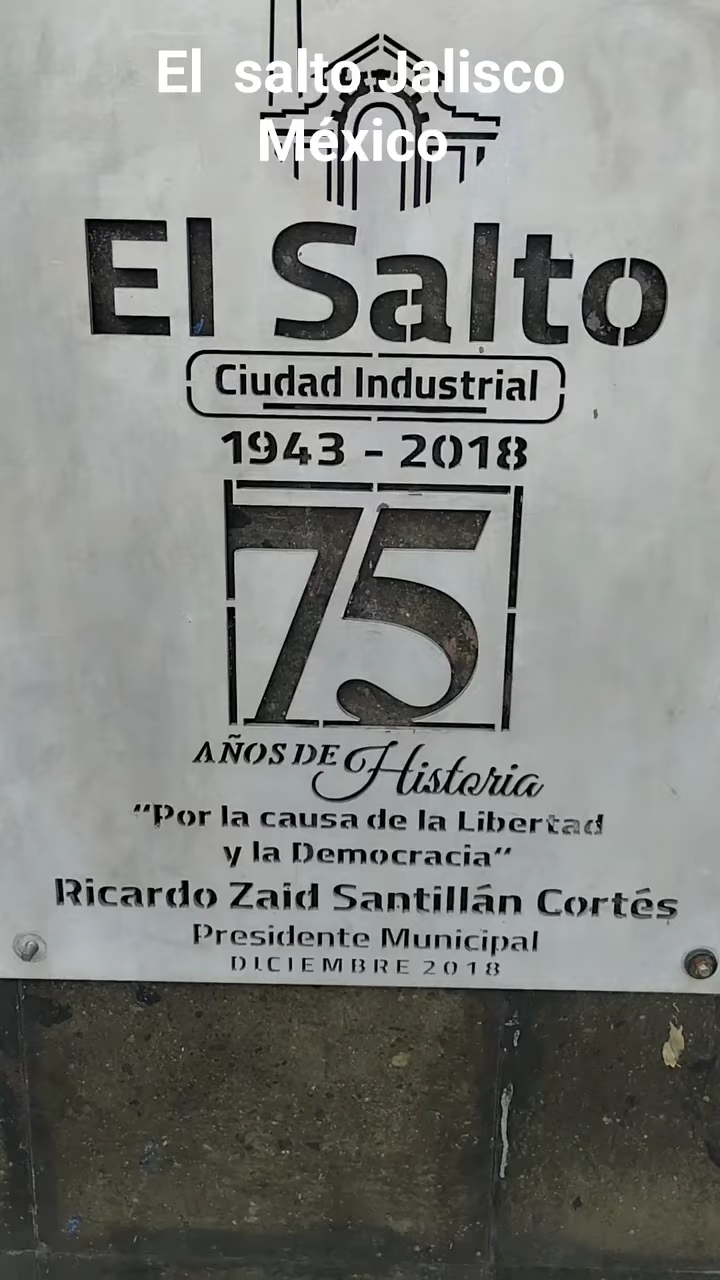 El salto Jalisco
México
El Salto
Ciudad Industrial
1943 - 2018
75
AÑOS DE Historia
“Por la causa de la Libertad
y la Democracia“
Ricardo Zaid Santillán Cortés
Presidente Municipal
DICIEMBRE 2018